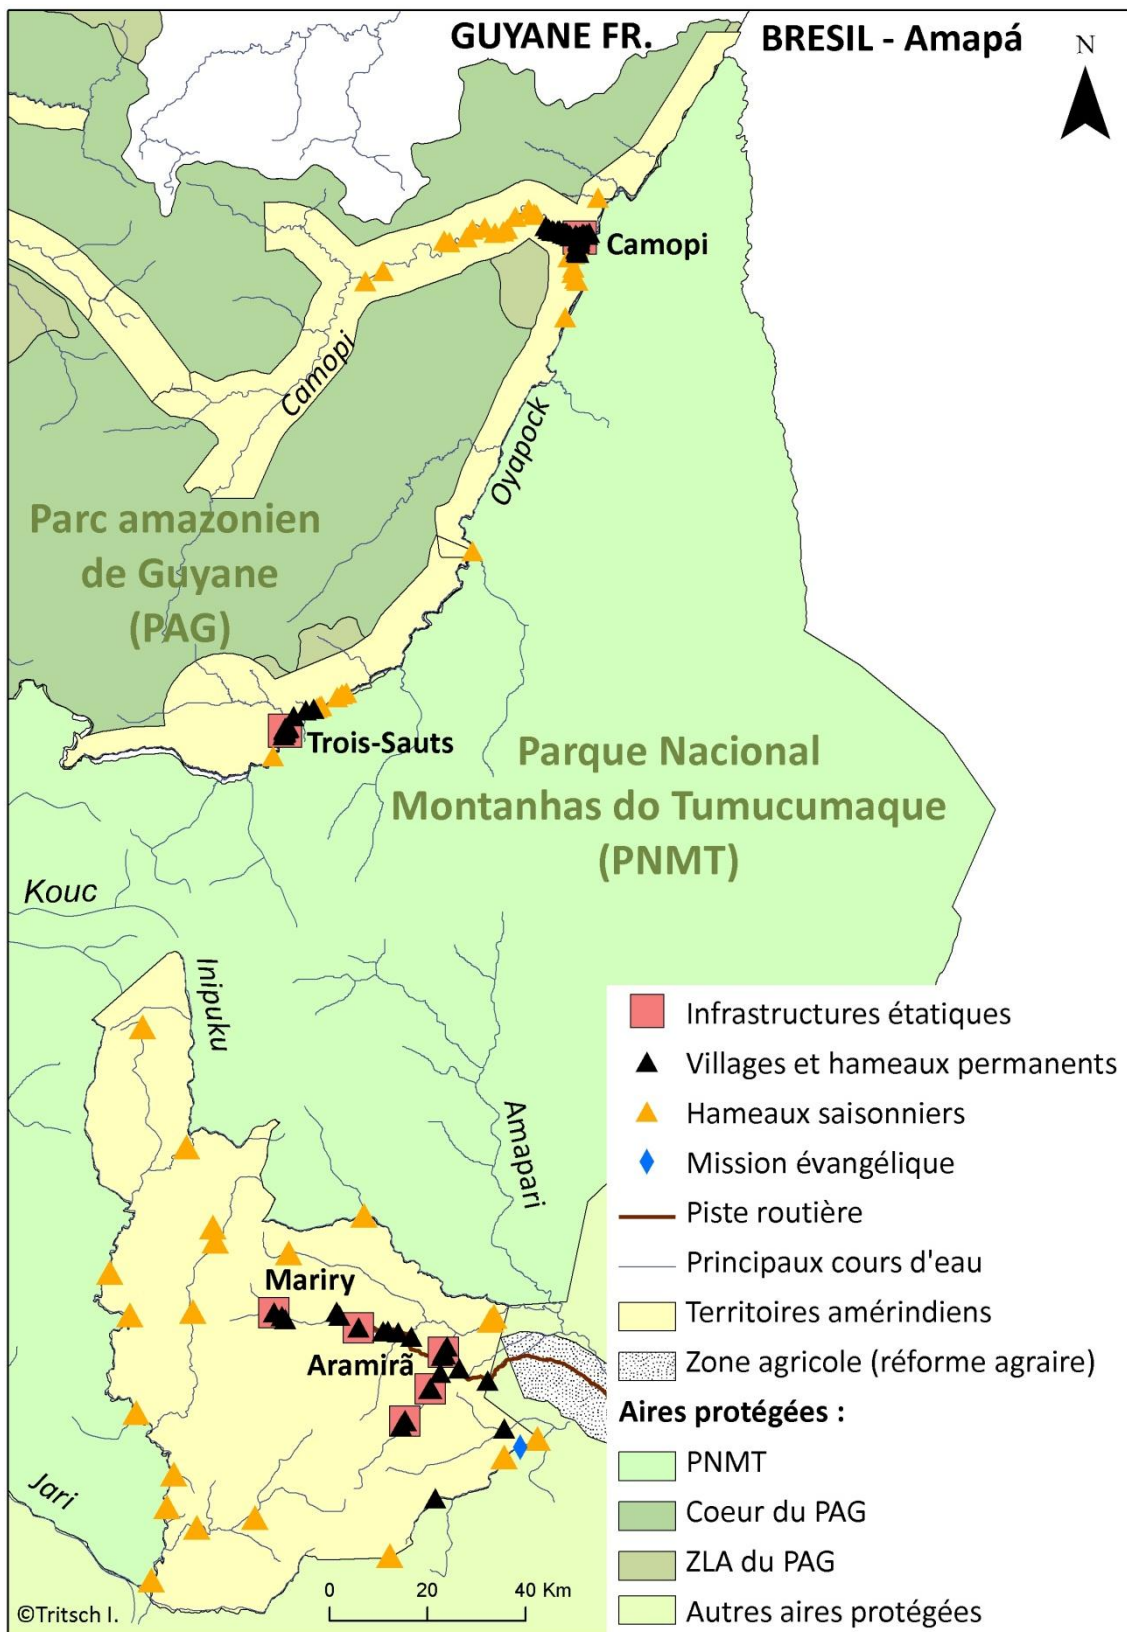 GUYANE FR.
BRESIL - Amapá
N
Camopi
Camopi
Oyapock
Parc amazonien
de Guyane
(PAG)
Trois-Sauts
Parque Nacional
Montanhas do Tumucumaque
(PNMT)
Kouc
Inipuku
Amapari
Mariry
Aramirã
Jari
Infrastructures étatiques
Villages et hameaux permanents
Hameaux saisonniers
Mission évangélique
Piste routière
Principaux cours d'eau
Territoires amérindiens
Zone agricole (réforme agraire)
Aires protégées :
PNMT
Coeur du PAG
ZLA du PAG
Autres aires protégées
0 20 40 Km
©Tritsch I.